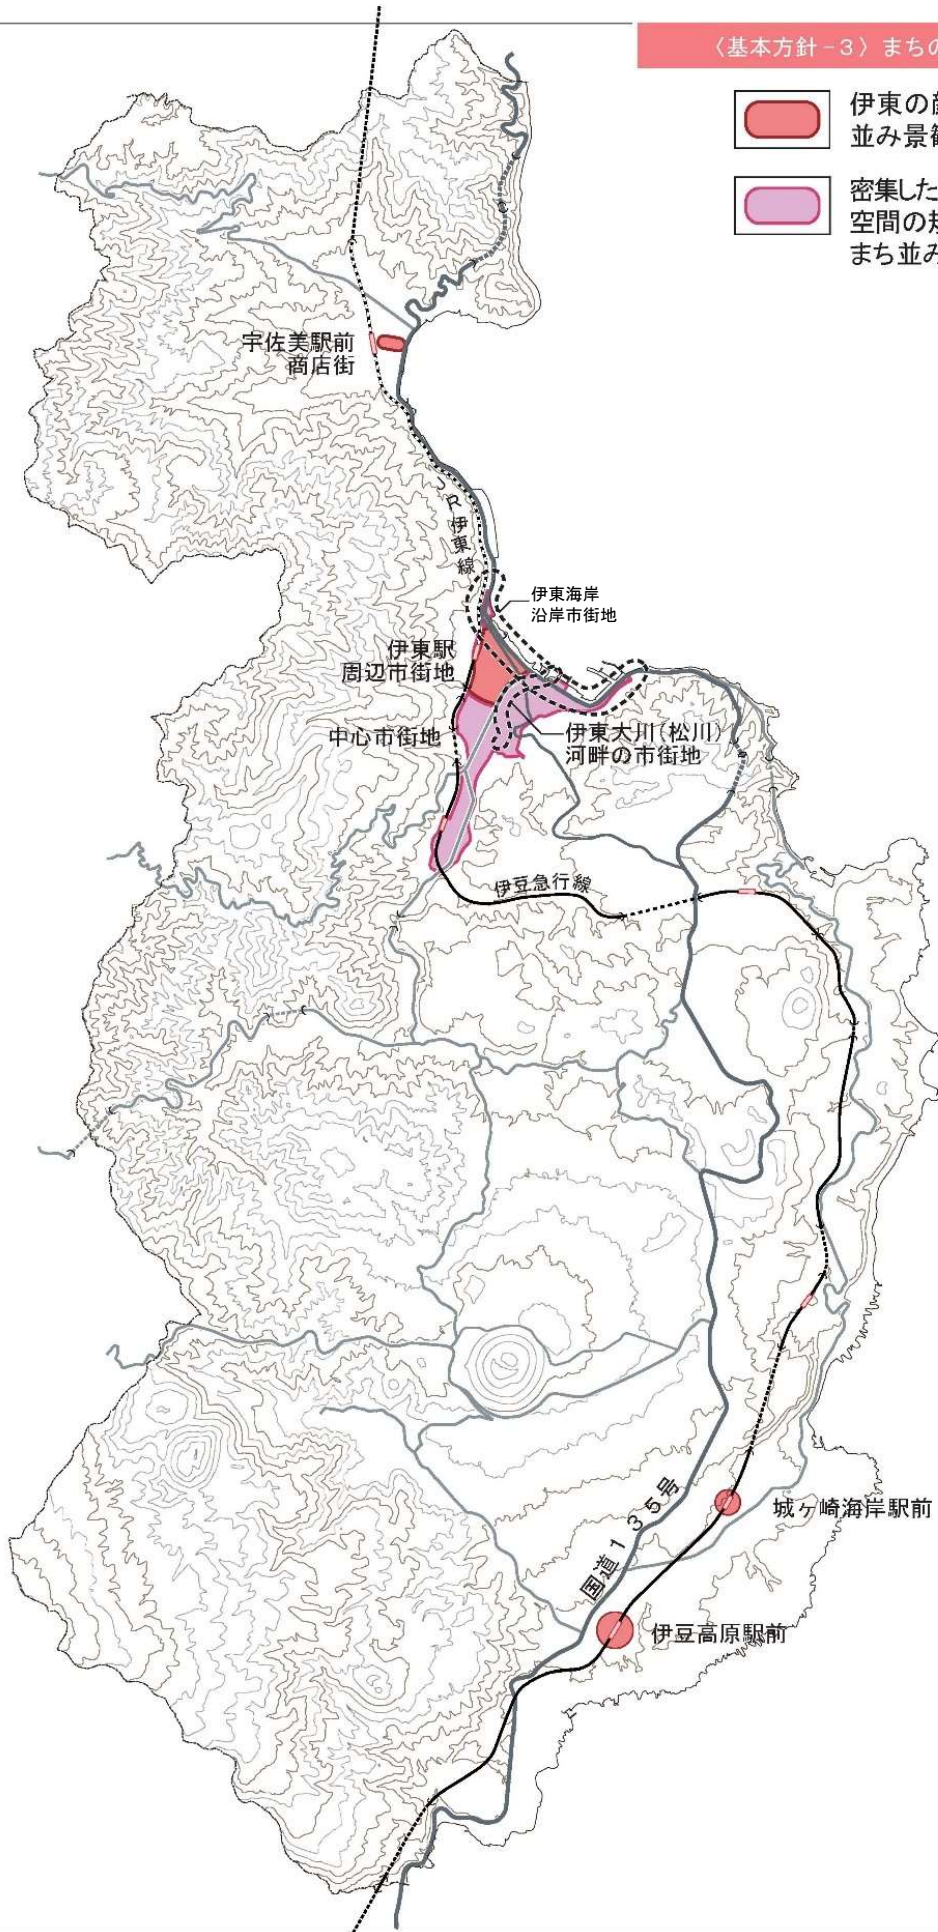 〈基本方針－3〉まちの
伊東の
並み景
密集した
空間の
まち並み
宇佐美駅前
商店街
JR伊東線
伊東海岸
沿岸市街地
伊東駅
周辺市街地
中心市街地
伊東大川(松川)
河畔の市街地
伊豆急行線
国道135号
城ヶ崎海岸駅前
伊豆高原駅前